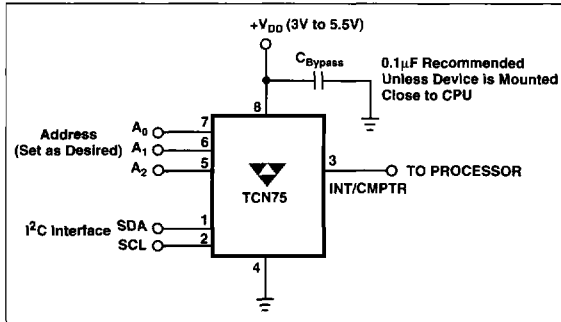 +VDD (3V to 5.5V)
CBypass
0.1μF Recommended
Unless Device is Mounted
Close to CPU
8
Address
(Set as Desired)
A0
7
A1
6
A2
5
TCN75
3
INT/CMPTR
TO PROCESSOR
I2C Interface
SDA
1
SCL
2
4